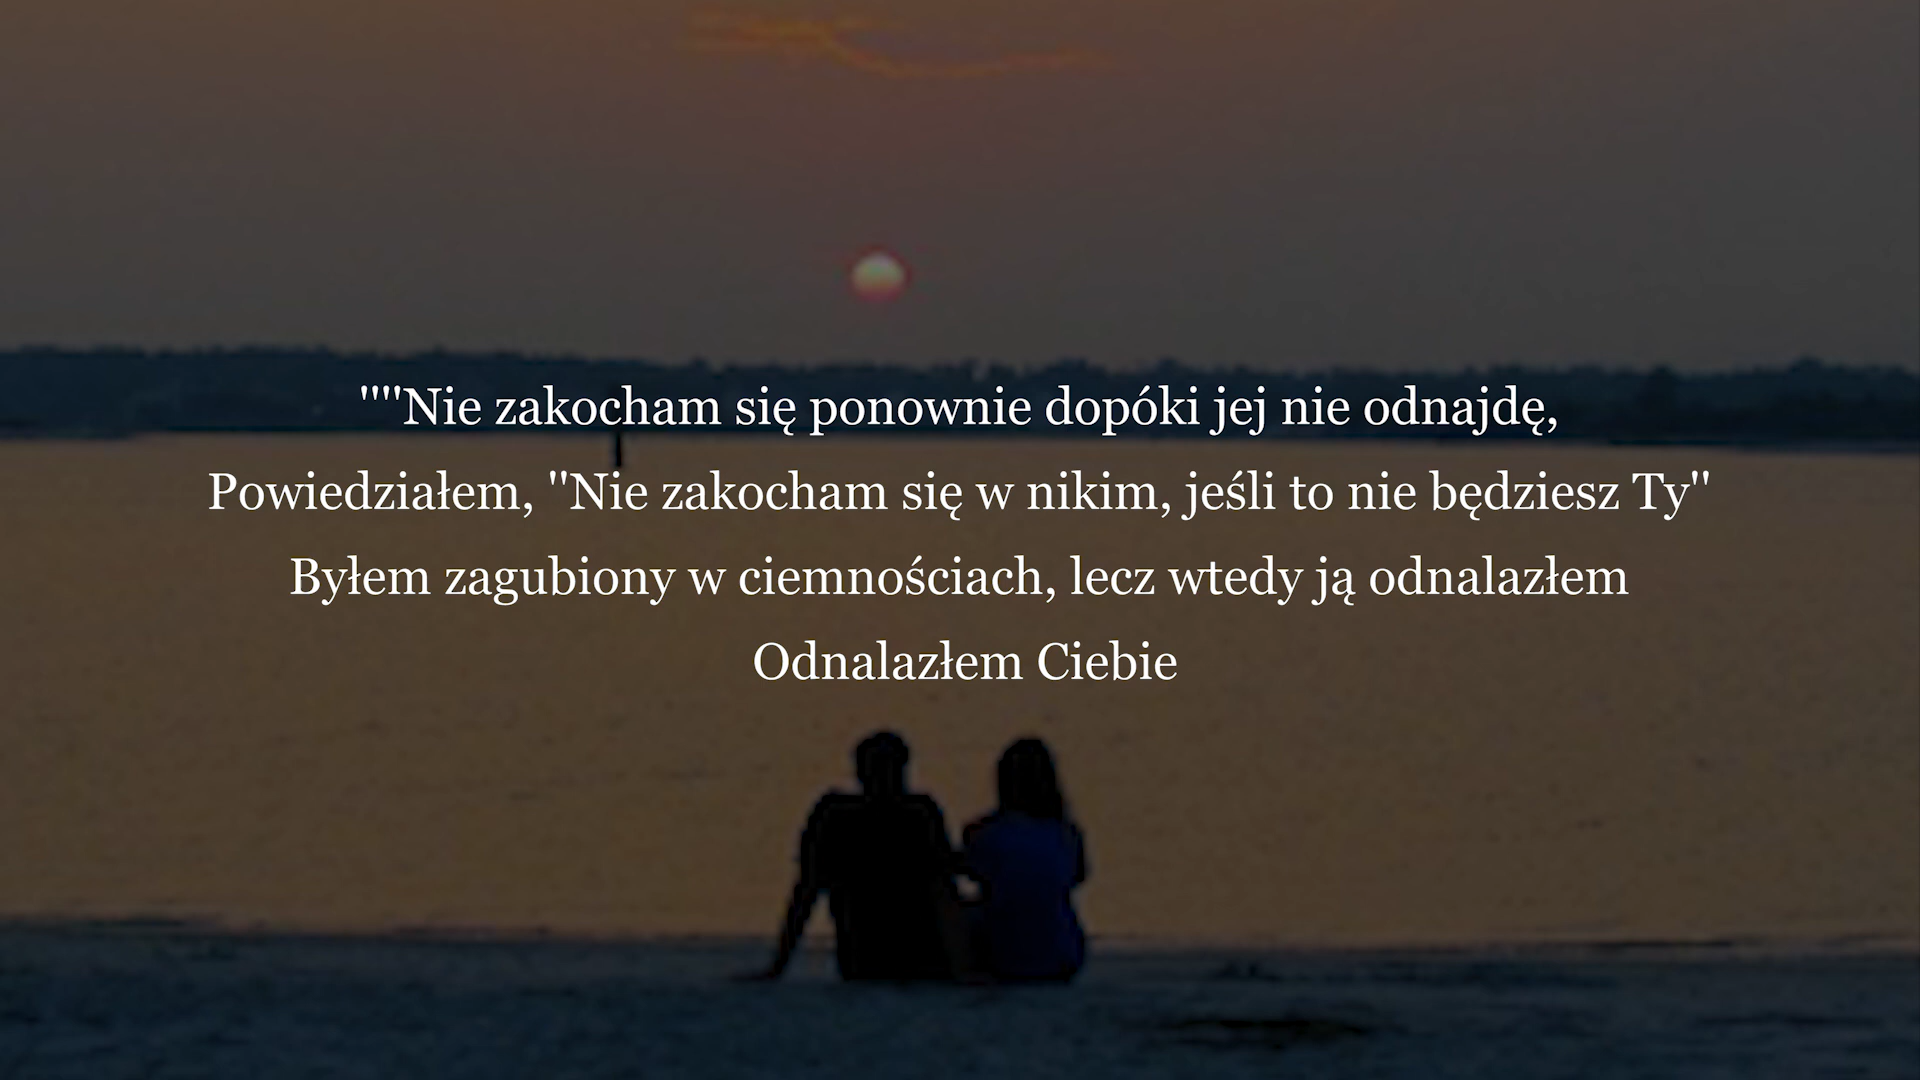 ""Nie zakocham się ponownie dopóki jej nie odnajdę,
Powiedziałem, "Nie zakocham się w nikim, jeśli to nie będziesz Ty"
Byłem zagubiony w ciemnościach, lecz wtedy ją odnalazłem
Odnalazłem Ciebie